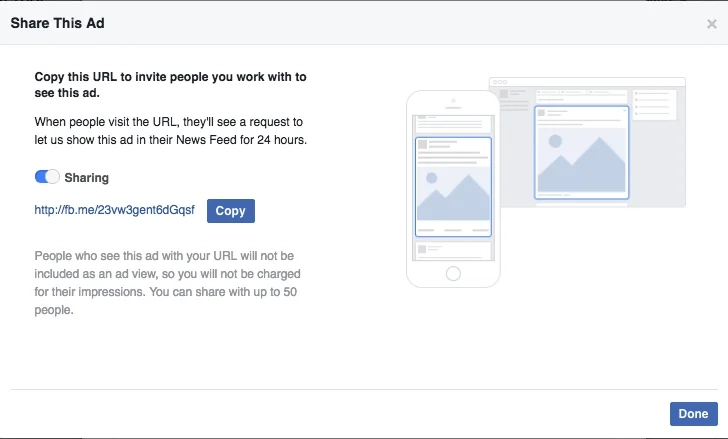 Share This Ad
×
Copy this URL to invite people you work with to
see this ad.
When people visit the URL, they'll see a request to
let us show this ad in their News Feed for 24 hours.
Sharing
http://fb.me/23vw3gent6dGqsf
Copy
People who see this ad with your URL will not be
included as an ad view, so you will not be charged
for their impressions. You can share with up to 50
people.
Done